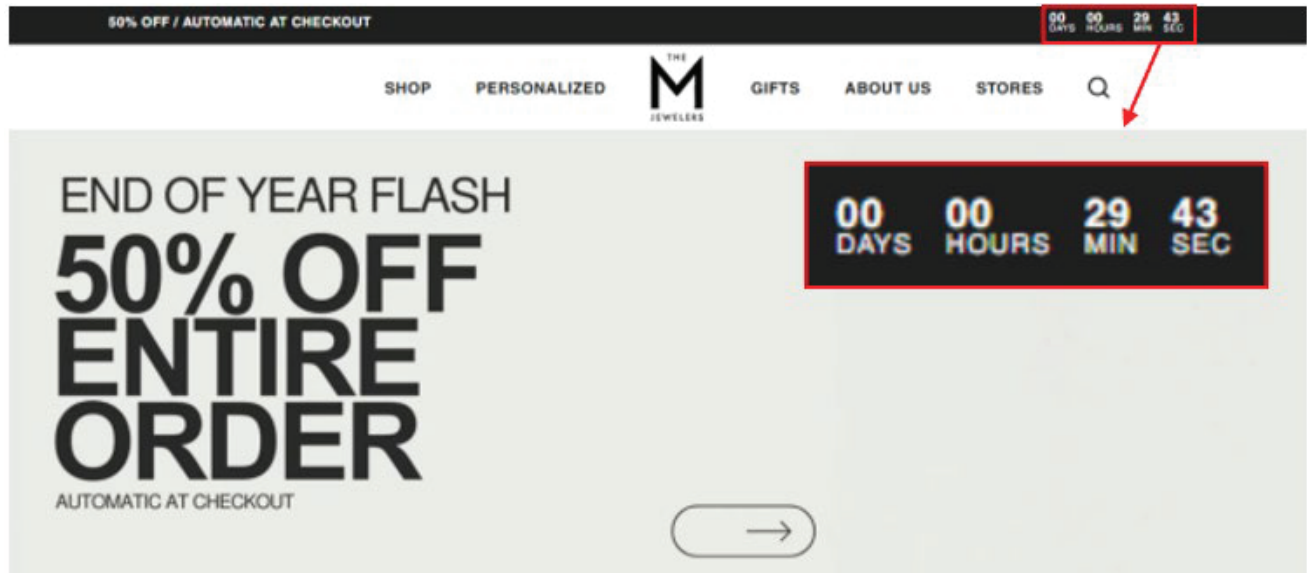 50% OFF / AUTOMATIC AT CHECKOUT
00 00 29 43
DAYS HOURS MIN SEC
SHOP PERSONALIZED THE M JEWELERS GIFTS ABOUT US STORES
END OF YEAR FLASH
50% OFF
ENTIRE
ORDER
AUTOMATIC AT CHECKOUT
00 00 29 43
DAYS HOURS MIN SEC